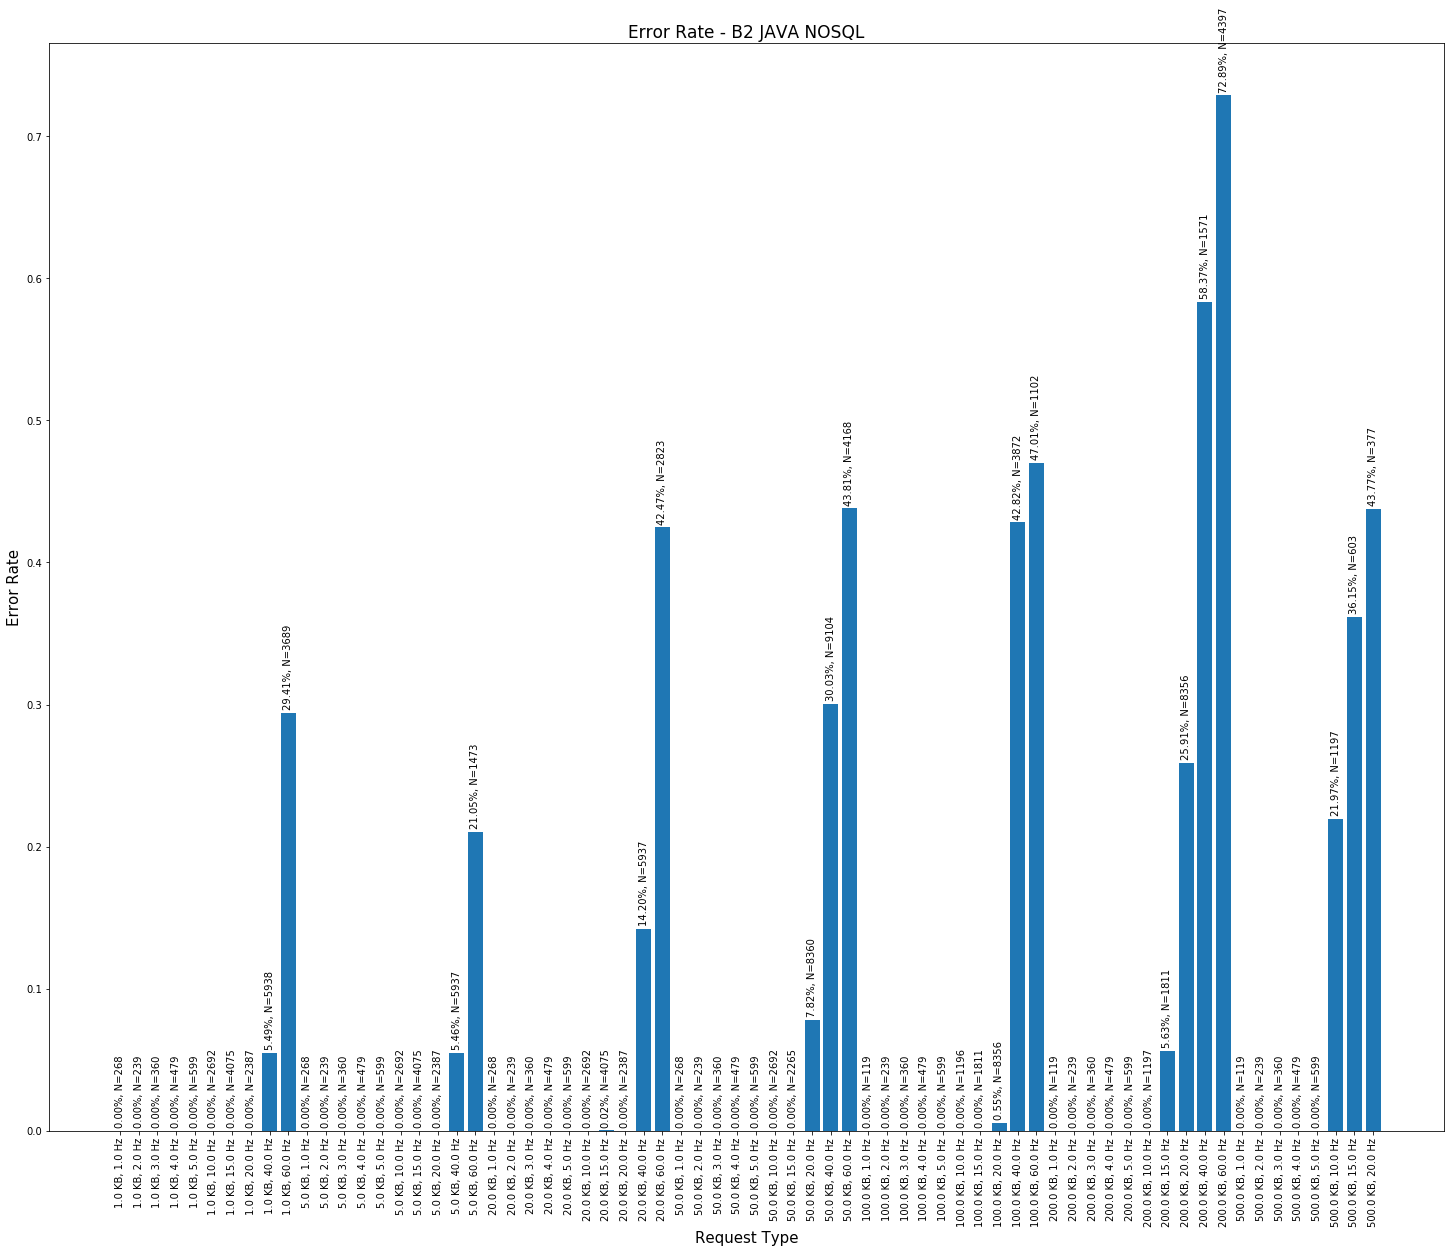 Error Rate - B2 JAVA NOSQL
Error Rate
0.7
0.6
0.5
0.4
0.3
0.2
0.1
0.0
0.00%, N=268
0.00%, N=239
0.00%, N=360
0.00%, N=479
0.00%, N=599
0.00%, N=2692
0.00%, N=4075
0.00%, N=2387
5.49%, N=5938
29.41%, N=3689
0.00%, N=268
0.00%, N=239
0.00%, N=360
0.00%, N=479
0.00%, N=599
0.00%, N=2692
0.00%, N=4075
0.00%, N=2387
5.46%, N=5937
21.05%, N=1473
0.00%, N=268
0.00%, N=239
0.00%, N=360
0.00%, N=479
0.00%, N=599
0.00%, N=2692
0.02%, N=4075
0.00%, N=2387
14.20%, N=5937
42.47%, N=2823
0.00%, N=268
0.00%, N=239
0.00%, N=360
0.00%, N=479
0.00%, N=599
0.00%, N=2692
0.00%, N=2265
7.82%, N=8360
30.03%, N=9104
43.81%, N=4168
0.00%, N=119
0.00%, N=239
0.00%, N=360
0.00%, N=479
0.00%, N=599
0.00%, N=1196
0.00%, N=1811
0.55%, N=8356
42.82%, N=3872
47.01%, N=1102
0.00%, N=119
0.00%, N=239
0.00%, N=360
0.00%, N=479
0.00%, N=599
0.00%, N=1197
5.63%, N=1811
25.91%, N=8356
58.37%, N=1571
72.89%, N=4397
0.00%, N=119
0.00%, N=239
0.00%, N=360
0.00%, N=479
0.00%, N=599
21.97%, N=1197
36.15%, N=603
43.77%, N=377
1.0 KB, 1.0 Hz
1.0 KB, 2.0 Hz
1.0 KB, 3.0 Hz
1.0 KB, 4.0 Hz
1.0 KB, 5.0 Hz
1.0 KB, 10.0 Hz
1.0 KB, 15.0 Hz
1.0 KB, 20.0 Hz
1.0 KB, 40.0 Hz
1.0 KB, 60.0 Hz
5.0 KB, 1.0 Hz
5.0 KB, 2.0 Hz
5.0 KB, 3.0 Hz
5.0 KB, 4.0 Hz
5.0 KB, 5.0 Hz
5.0 KB, 10.0 Hz
5.0 KB, 15.0 Hz
5.0 KB, 20.0 Hz
5.0 KB, 40.0 Hz
5.0 KB, 60.0 Hz
20.0 KB, 1.0 Hz
20.0 KB, 2.0 Hz
20.0 KB, 3.0 Hz
20.0 KB, 4.0 Hz
20.0 KB, 5.0 Hz
20.0 KB, 10.0 Hz
20.0 KB, 15.0 Hz
20.0 KB, 20.0 Hz
20.0 KB, 40.0 Hz
20.0 KB, 60.0 Hz
50.0 KB, 1.0 Hz
50.0 KB, 2.0 Hz
50.0 KB, 3.0 Hz
50.0 KB, 4.0 Hz
50.0 KB, 5.0 Hz
50.0 KB, 10.0 Hz
50.0 KB, 15.0 Hz
50.0 KB, 20.0 Hz
50.0 KB, 40.0 Hz
50.0 KB, 60.0 Hz
100.0 KB, 1.0 Hz
100.0 KB, 2.0 Hz
100.0 KB, 3.0 Hz
100.0 KB, 4.0 Hz
100.0 KB, 5.0 Hz
100.0 KB, 10.0 Hz
100.0 KB, 15.0 Hz
100.0 KB, 20.0 Hz
100.0 KB, 40.0 Hz
100.0 KB, 60.0 Hz
200.0 KB, 1.0 Hz
200.0 KB, 2.0 Hz
200.0 KB, 3.0 Hz
200.0 KB, 4.0 Hz
200.0 KB, 5.0 Hz
200.0 KB, 10.0 Hz
200.0 KB, 15.0 Hz
200.0 KB, 20.0 Hz
200.0 KB, 40.0 Hz
200.0 KB, 60.0 Hz
500.0 KB, 1.0 Hz
500.0 KB, 2.0 Hz
500.0 KB, 3.0 Hz
500.0 KB, 4.0 Hz
500.0 KB, 5.0 Hz
500.0 KB, 10.0 Hz
500.0 KB, 15.0 Hz
500.0 KB, 20.0 Hz
Request Type